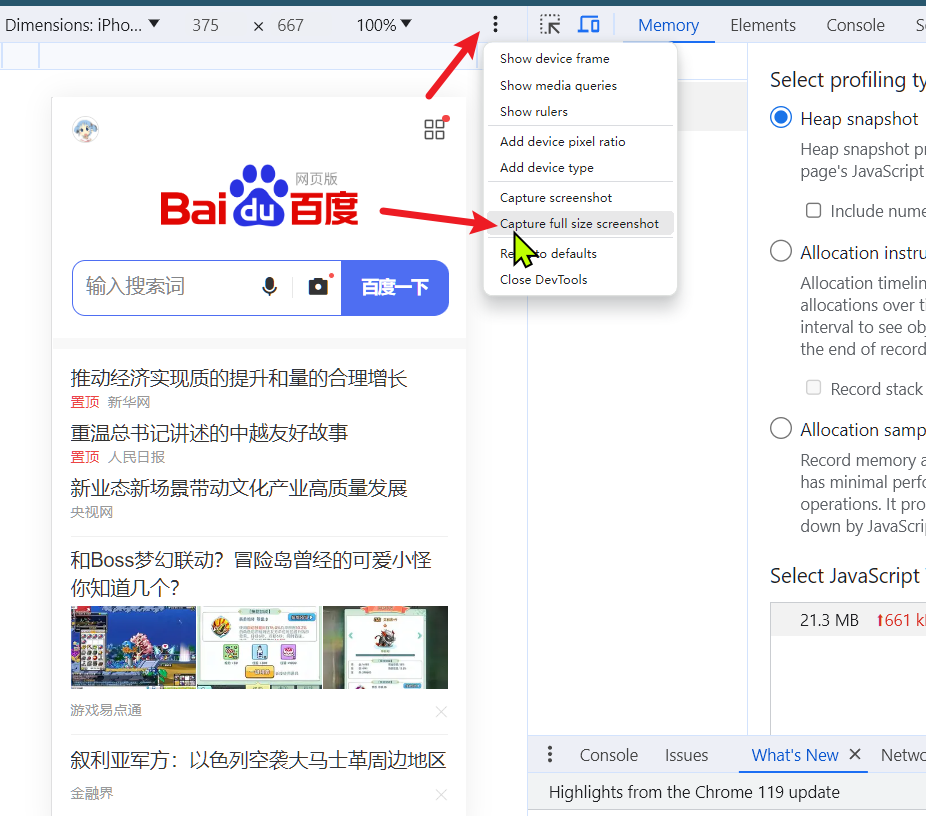 Dimensions: iPho... 375 × 667 100%
Memory Elements Console
Show device frame
Show media queries
Show rulers
Add device pixel ratio
Add device type
Capture screenshot
Capture full size screenshot
to defaults
Close DevTools
Bai du 百度 网页版
输入搜索词 百度一下
推动经济实现质的提升和量的合理增长
置顶 新华网
重温总书记讲述的中越友好故事
置顶 人民日报
新业态新场景带动文化产业高质量发展
央视网
和Boss梦幻联动?冒险岛曾经的可爱小怪
你知道几个?
游戏易点通
叙利亚军方:以色列空袭大马士革周边地区
金融界
Select profiling ty
Heap snapshot
Heap snapshot pr
page's JavaScript
Include nume
Allocation instru
Allocation timelin
allocations over t
interval to see obj
the end of record
Record stack
Allocation samp
Record memory a
has minimal perfo
operations. It pro
down by JavaScrip
Select JavaScript
21.3 MB ↑661 k
Console Issues What's New × Netwo
Highlights from the Chrome 119 update